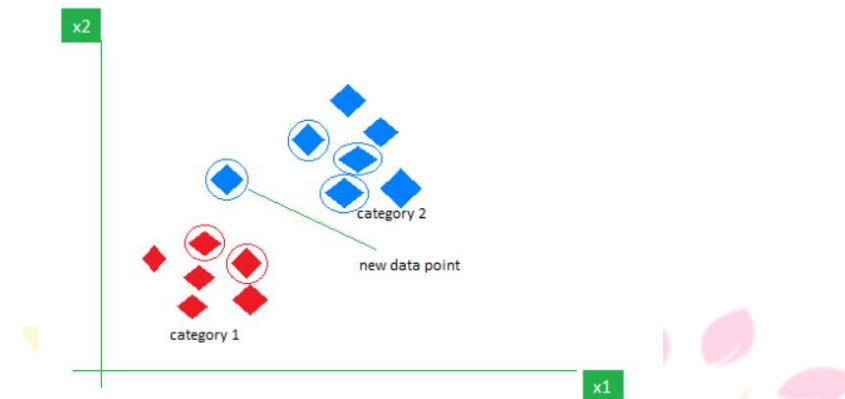 x2
category 2
new data point
category 1
x1